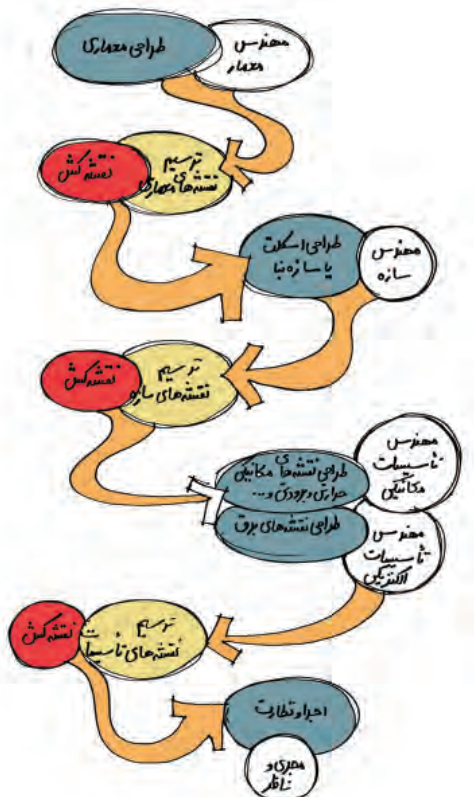 مهندس
معمار
طراحی معماری
ترسیم
نقشه‌های معماری
نقشه‌کش
مهندس
سازه
طراحی اسکلت
یا سازه بنا
ترسیم
نقشه‌های سازه
نقشه‌کش
مهندس
تأسیسات
مکانیکی
طراحی نقشه‌های مکانیکی
حرارتی و برودتی و...
مهندس
تأسیسات
الکتریکی
طراحی نقشه‌های برق
ترسیم
نقشه‌های تأسیسات
نقشه‌کش
اجرا و نظارت
مجری و
ناظر